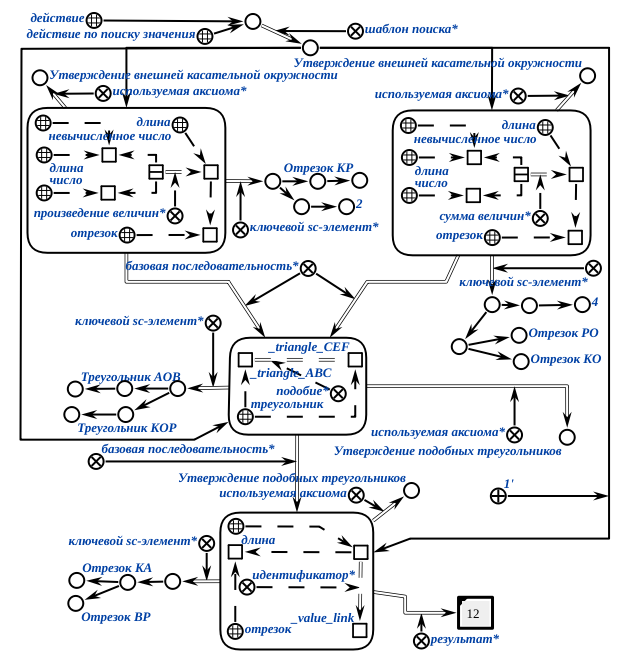 действие
действие по поиску значения
шаблон поиска*
Утверждение внешней касательной окружности
Утверждение внешней касательной окружности
используемая аксиома*
используемая аксиома*
длина
невычисленное число
длина
число
произведение величин*
отрезок
Отрезок KP
2
ключевой sc-элемент*
длина
невычисленное число
длина
число
сумма величин*
отрезок
базовая последовательность*
ключевой sc-элемент*
4
Отрезок PO
Отрезок KO
ключевой sc-элемент*
_triangle_CEF
_triangle_ABC
подобие*
треугольник
Треугольник AOB
Треугольник KOP
используемая аксиома*
Утверждение подобных треугольников
базовая последовательность*
Утверждение подобных треугольников
используемая аксиома
1'
длина
ключевой sc-элемент*
Отрезок KA
Отрезок BP
идентификатор*
_value_link
отрезок
12
результат*